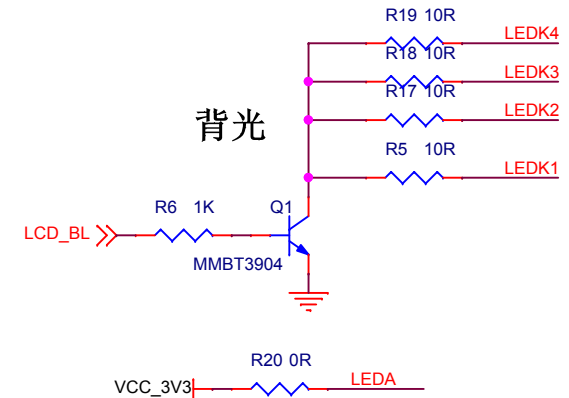 R19 10R
LEDK4
R18 10R
LEDK3
R17 10R
LEDK2
背光
R5 10R
LEDK1
R6 1K
Q1
LCD_BL
MMBT3904
R20 0R
VCC_3V3
LEDA